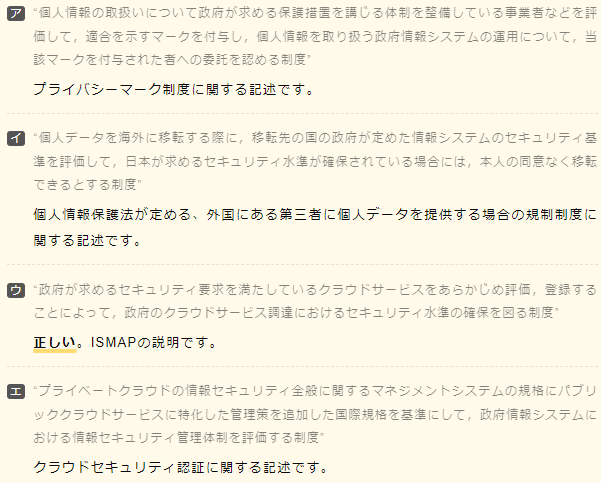 ア “個人情報の取扱いについて政府が求める保護措置を講じる体制を整備している事業者などを評
価して，適合を示すマークを付与し，個人情報を取り扱う政府情報システムの運用について，当
該マークを付与された者への委託を認める制度”
プライバシーマーク制度に関する記述です。
イ “個人データを海外に移転する際に，移転先の国の政府が定めた情報システムのセキュリティ基
準を評価して，日本が求めるセキュリティ水準が確保されている場合には，本人の同意なく移転
できるとする制度”
個人情報保護法が定める、外国にある第三者に個人データを提供する場合の規制制度に
関する記述です。
ウ “政府が求めるセキュリティ要求を満たしているクラウドサービスをあらかじめ評価，登録する
ことによって，政府のクラウドサービス調達におけるセキュリティ水準の確保を図る制度”
正しい。ISMAPの説明です。
エ “プライベートクラウドの情報セキュリティ全般に関するマネジメントシステムの規格にパブリ
ッククラウドサービスに特化した管理策を追加した国際規格を基準にして，政府情報システムに
おける情報セキュリティ管理体制を評価する制度”
クラウドセキュリティ認証に関する記述です。